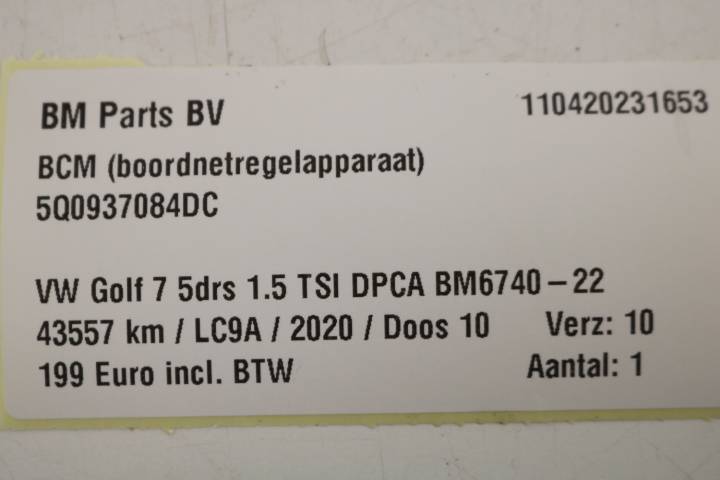 BM Parts BV 110420231653
BCM (boordnetregelapparaat)
5Q0937084DC
VW Golf 7 5drs 1.5 TSI DPCA BM6740-22
43557 km / LC9A / 2020 / Doos 10 Verz: 10
199 Euro incl. BTW Aantal: 1